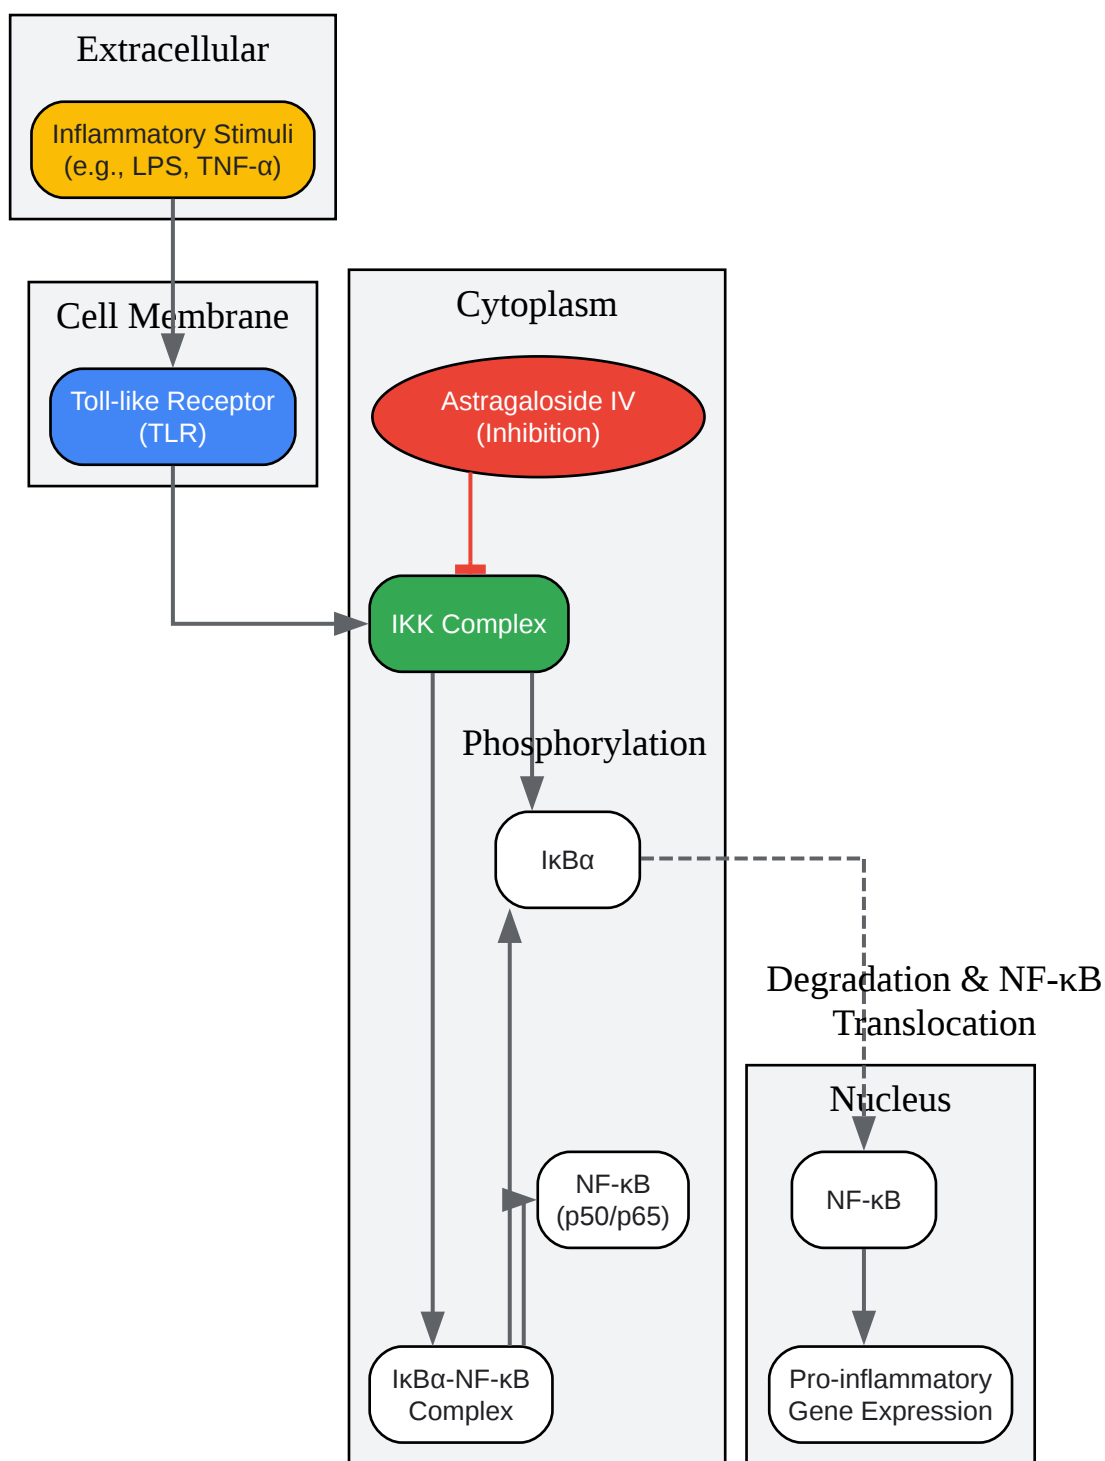 Extracellular
Inflammatory Stimuli
(e.g., LPS, TNF-α)
Cell Membrane
Toll-like Receptor
(TLR)
Cytoplasm
Astragaloside IV
(Inhibition)
IKK Complex
Phosphorylation
IκBα
Degradation & NF-κB
Translocation
NF-κB
(p50/p65)
IκBα-NF-κB
Complex
Nucleus
NF-κB
Pro-inflammatory
Gene Expression